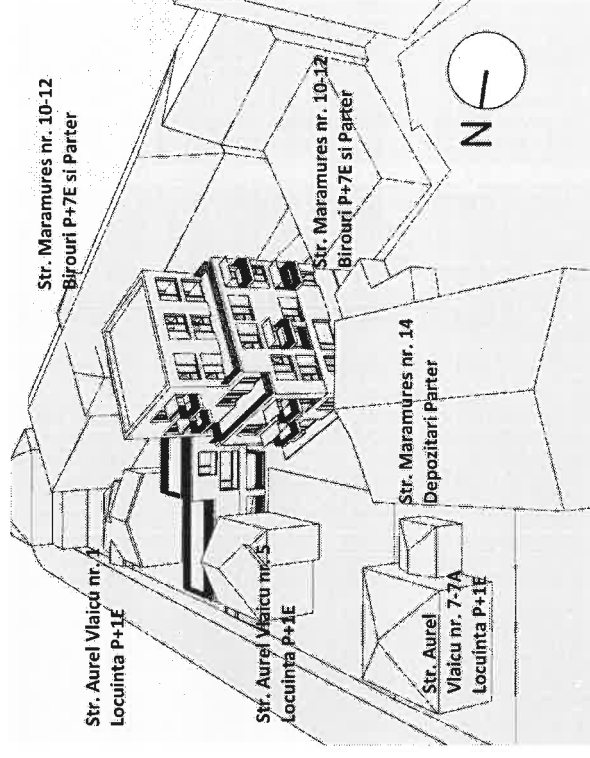 Str. Maramures nr. 10-12
Birouri P+7E si Parter
Str. Maramures nr. 10-12
Birouri P+7E si Parter
N
Str. Maramures nr. 14
Depozitari Parter
Str. Aurel Vlaicu nr. 1
Locuinta P+1E
Str. Aurel Vlaicu nr. 5
Locuinta P+1E
Str. Aurel
Vlaicu nr. 7-7A
Locuinta P+1E